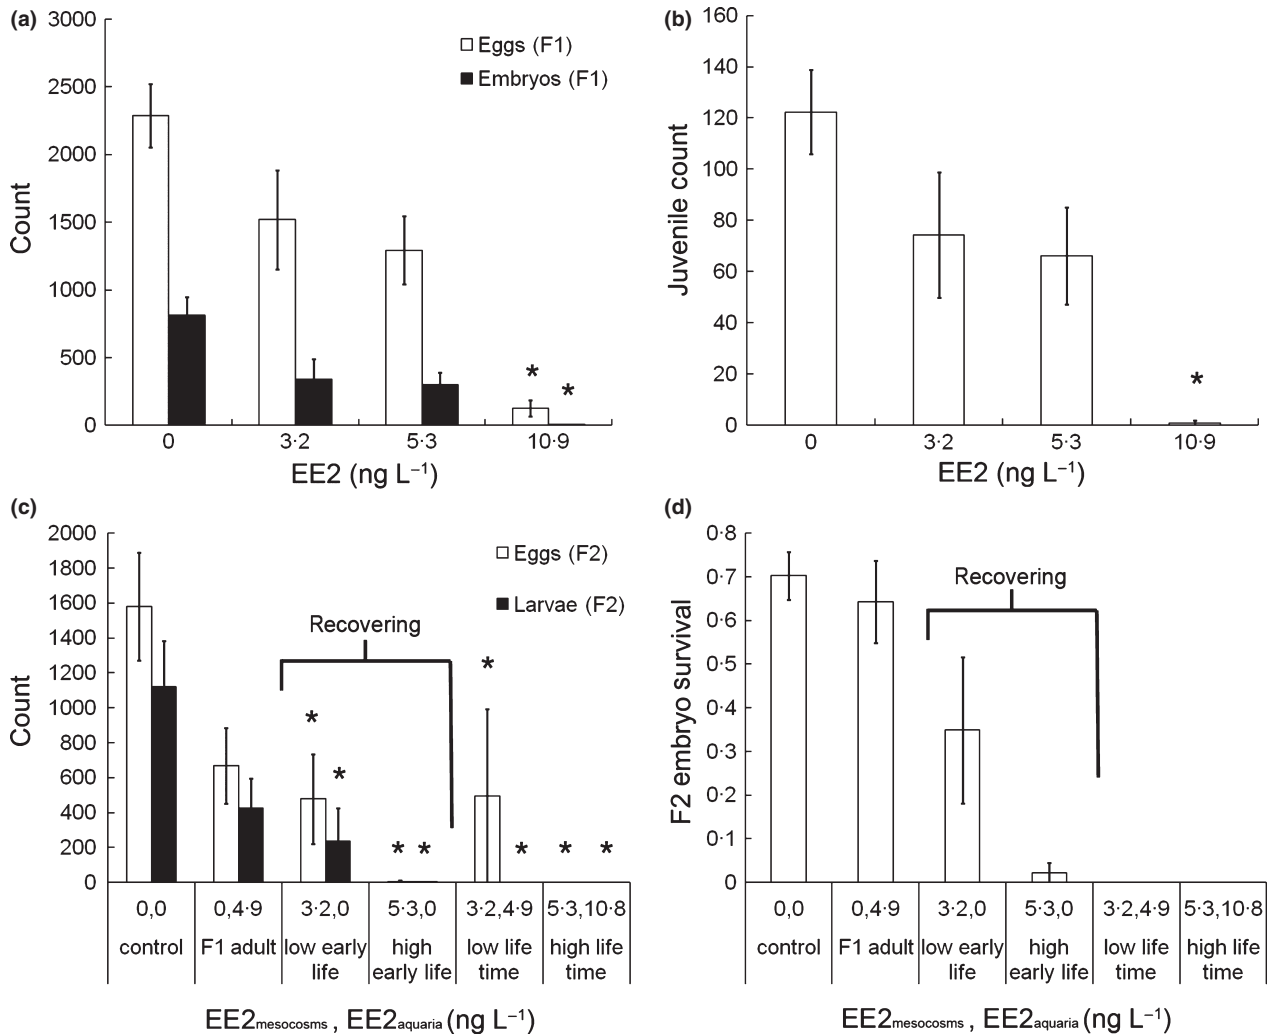 (a)
3000
2500
2000
1500
1000
500
0
Count
Eggs (F1)
Embryos (F1)
*
*
0 3·2 5·3 10·9
EE2 (ng L⁻¹)
(b)
160
140
120
100
80
60
40
20
0
Juvenile count
*
0 3·2 5·3 10·9
EE2 (ng L⁻¹)
(c)
2000
1800
1600
1400
1200
1000
800
600
400
200
0
Count
Eggs (F2)
Larvae (F2)
Recovering
*
*
*
* * * * *
0,0 0,4·9 3·2,0 5·3,0 3·2,4·9 5·3,10·8
control F1 adult low early high low life high life
life early life time time
EE2mesocosms , EE2aquaria (ng L⁻¹)
(d)
0·8
0·7
0·6
0·5
0·4
0·3
0·2
0·1
0
F2 embryo survival
Recovering
0,0 0,4·9 3·2,0 5·3,0 3·2,4·9 5·3,10·8
control F1 adult low early high low life high life
life early life time time
EE2mesocosms , EE2aquaria (ng L⁻¹)